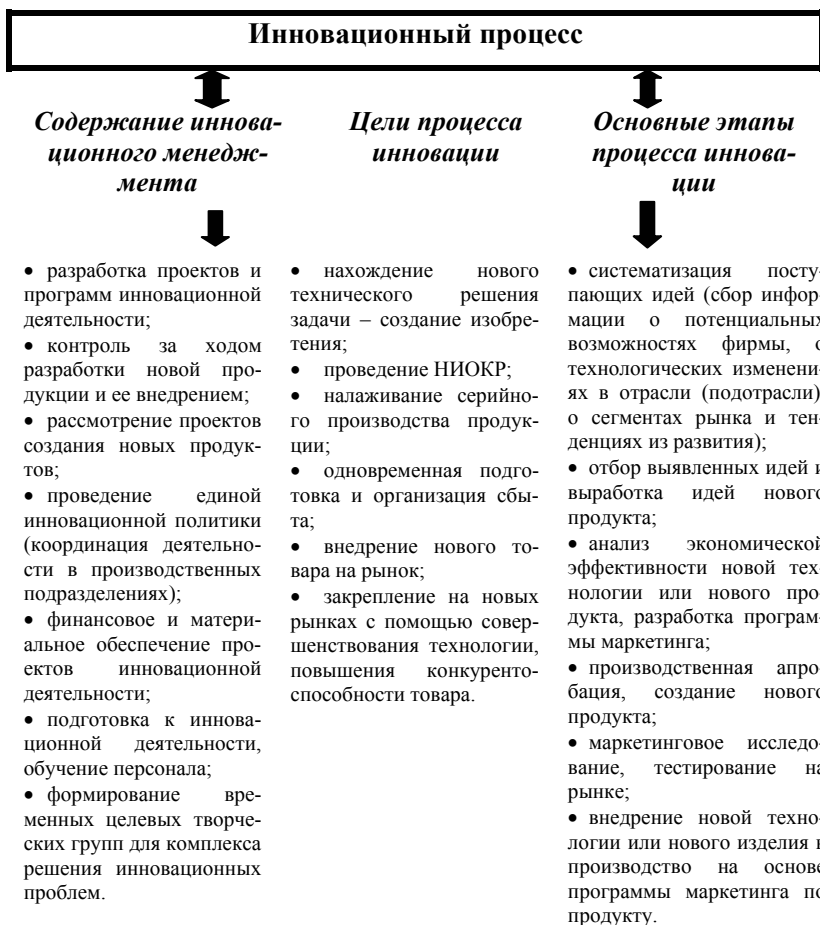 Инновационный процесс
Содержание иннова-
ционного менедж-
мента
Цели процесса
инновации
Основные этапы
процесса иннова-
ции
• разработка проектов и
программ инновационной
деятельности;
• контроль за ходом
разработки новой про-
дукции и ее внедрением;
• рассмотрение проектов
создания новых продук-
тов;
• проведение единой
инновационной политики
(координация деятельно-
сти в производственных
подразделениях);
• финансовое и матери-
альное обеспечение про-
ектов инновационной
деятельности;
• подготовка к иннова-
ционной деятельности,
обучение персонала;
• формирование вре-
менных целевых творче-
ских групп для комплекса
решения инновационных
проблем.
• нахождение нового
технического решения
задачи – создание изобре-
тения;
• проведение НИОКР;
• налаживание серийно-
го производства продук-
ции;
• одновременная подго-
товка и организация сбы-
та;
• внедрение нового то-
вара на рынок;
• закрепление на новых
рынках с помощью совер-
шенствования технологии,
повышения конкуренто-
способности товара.
• систематизация посту-
пающих идей (сбор инфор-
мации о потенциальных
возможностях фирмы, о
технологических изменени-
ях в отрасли (подотрасли)
о сегментах рынка и тен-
денциях из развития);
• отбор выявленных идей и
выработка идей нового
продукта;
• анализ экономической
эффективности новой тех-
нологии или нового про-
дукта, разработка програм-
мы маркетинга;
• производственная апро-
бация, создание нового
продукта;
• маркетинговое исследо-
вание, тестирование на
рынке;
• внедрение новой техно-
логии или нового изделия в
производство на основе
программы маркетинга по
продукту.